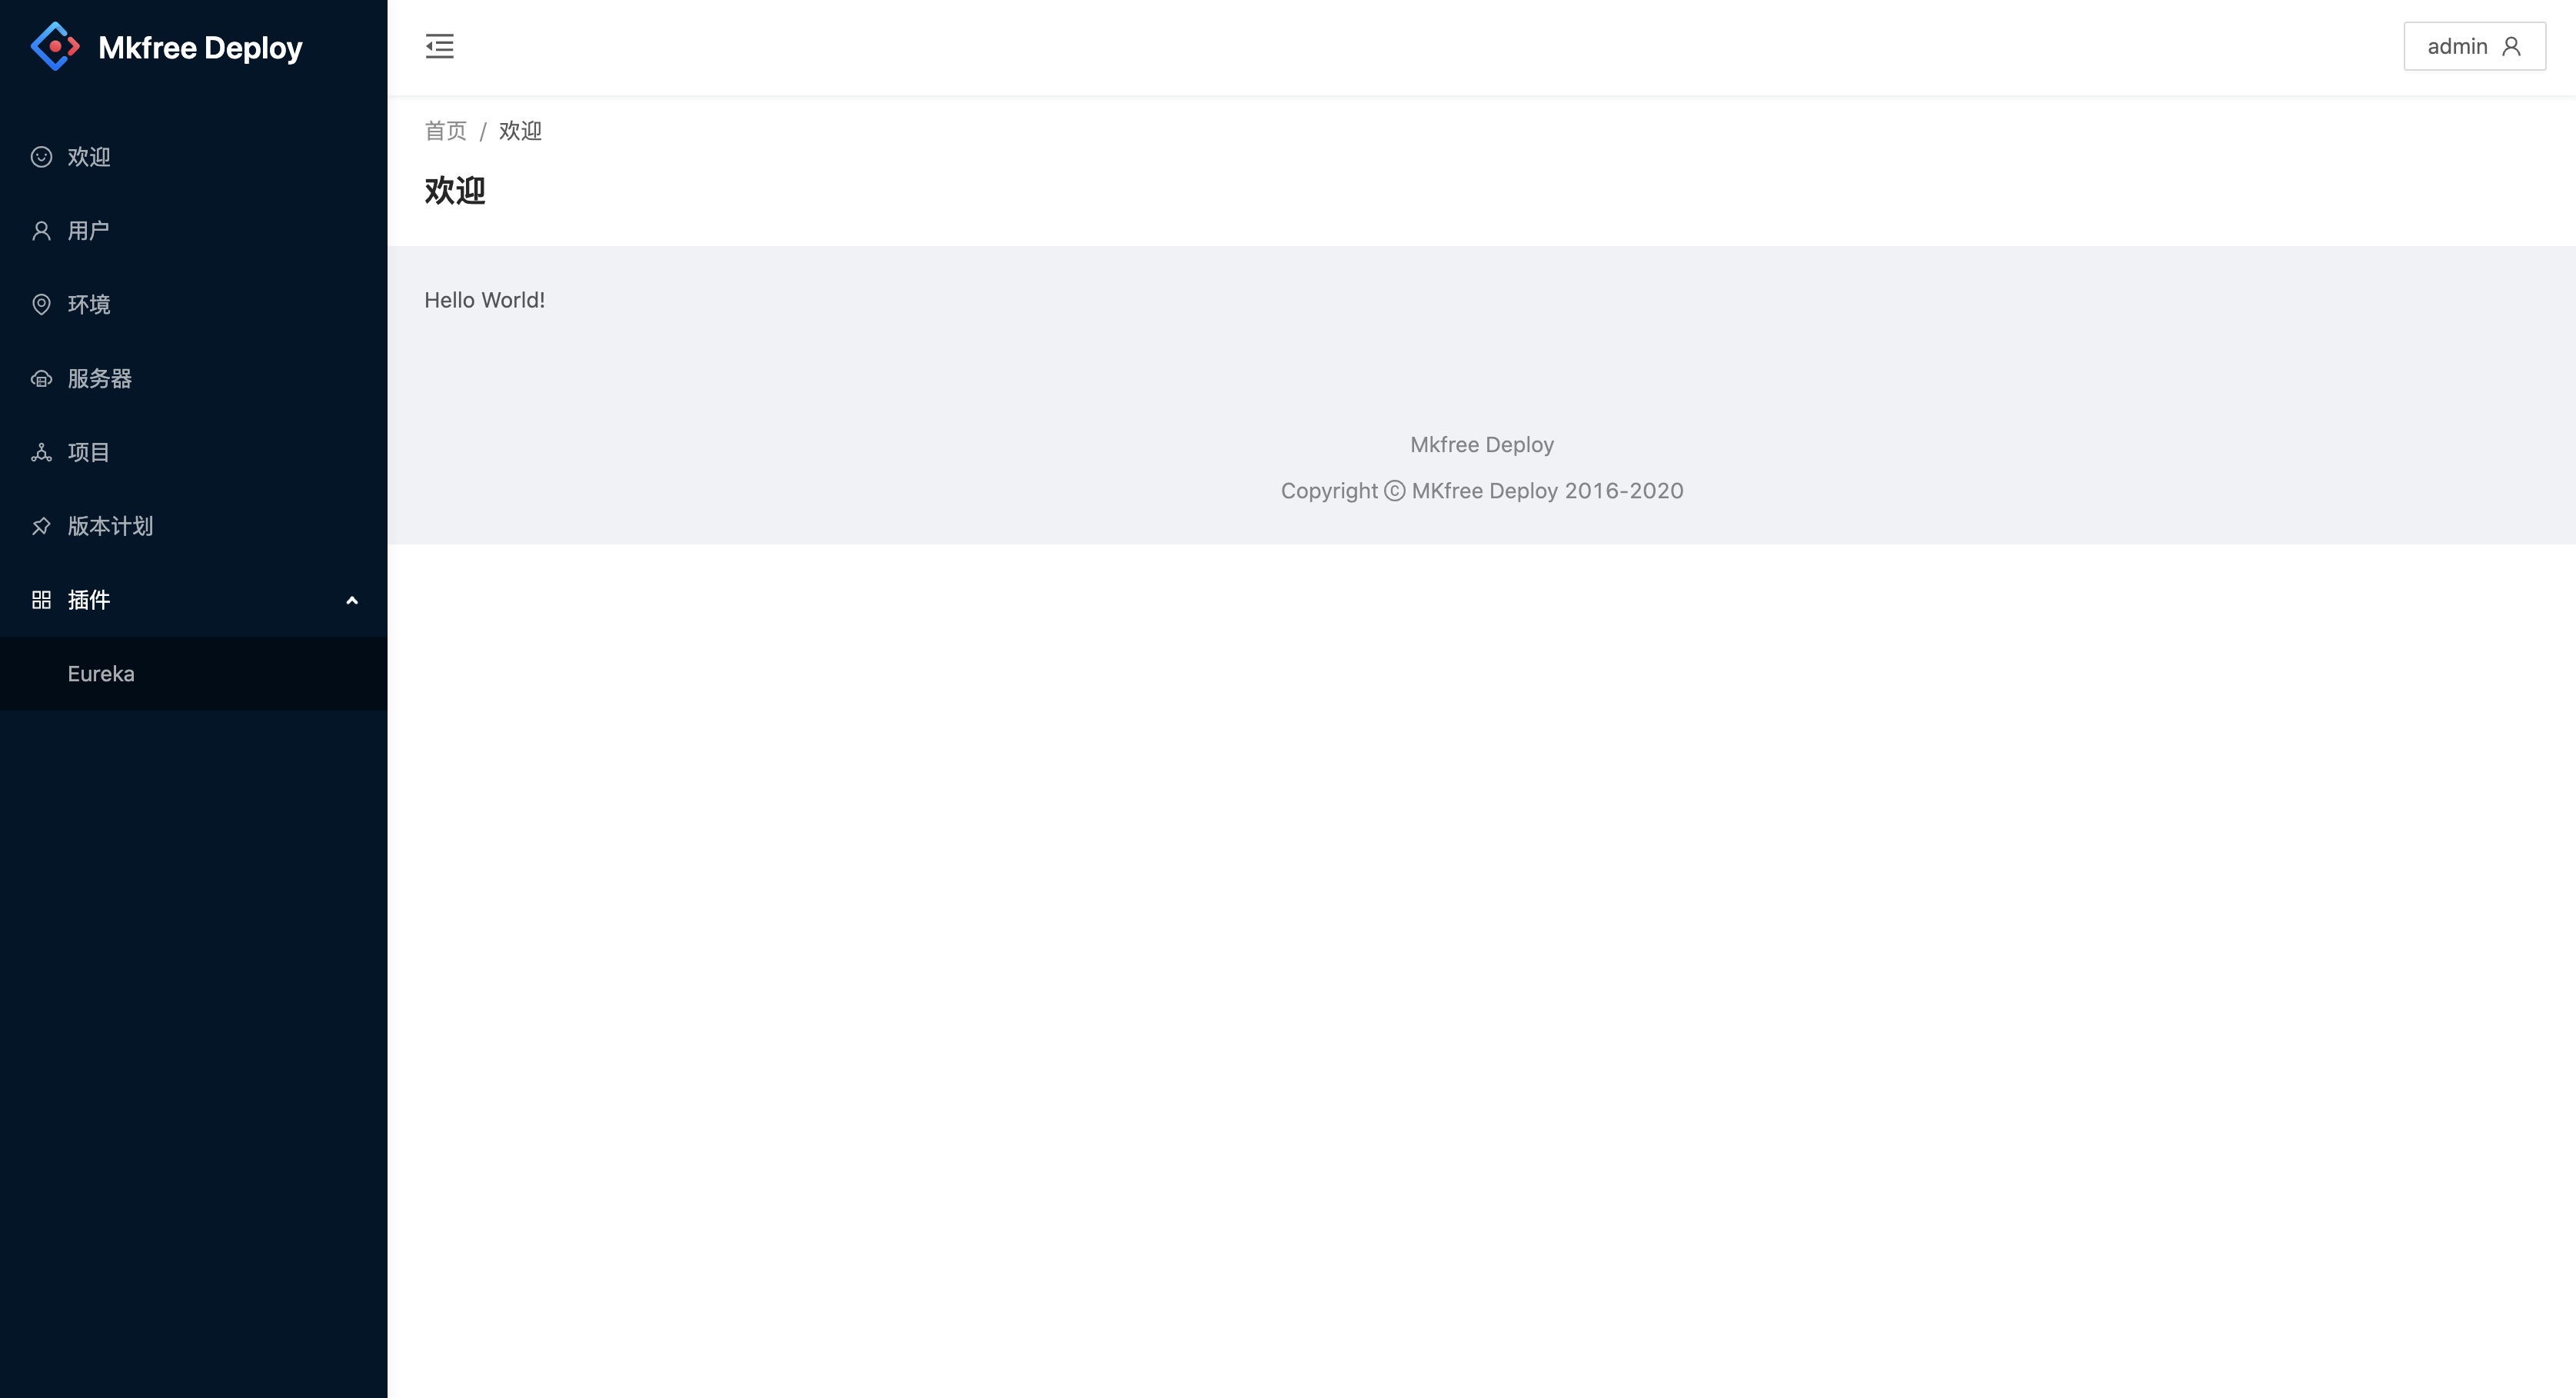 Mkfree Deploy
欢迎
用户
环境
服务器
项目
版本计划
插件
Eureka
admin
首页 / 欢迎
欢迎
Hello World!
Mkfree Deploy
Copyright © MKfree Deploy 2016-2020